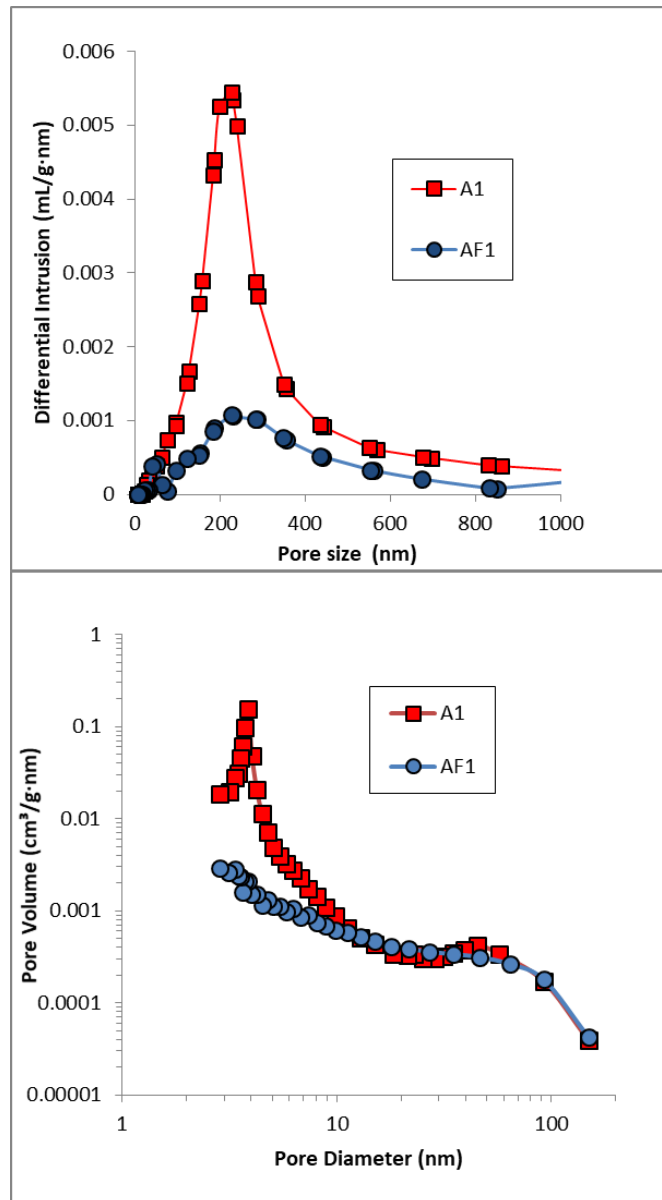 0.006
0.005
0.004
0.003
0.002
0.001
0
Differential Intrusion (mL/g·nm)
A1
AF1
0 200 400 600 800 1000
Pore size (nm)
1
0.1
0.01
0.001
0.0001
0.00001
Pore Volume (cm³/g·nm)
A1
AF1
1 10 100
Pore Diameter (nm)